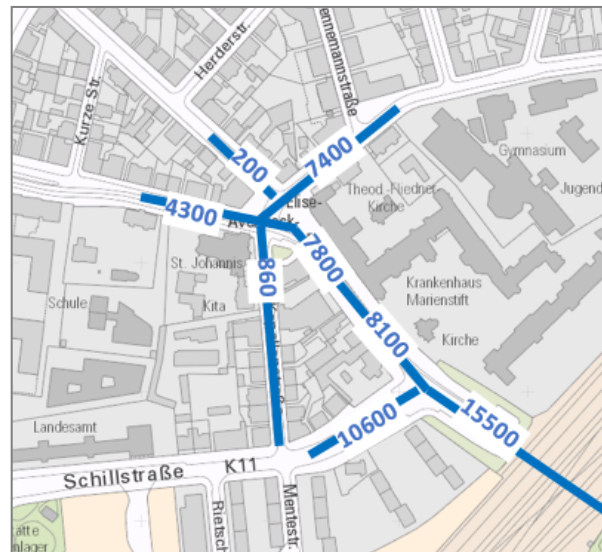 Herderstr.
Kurze Str.
200
7400
Gymnasium
Theod.-Fliedner-
Kirche
Jugend
4300
Elise-
7800
St. Johannis
860
Krankenhaus
Marienstift
Schule
Kita
8100
Kirche
Landesamt
10600
15500
Schillstraße K11
Mentestr.